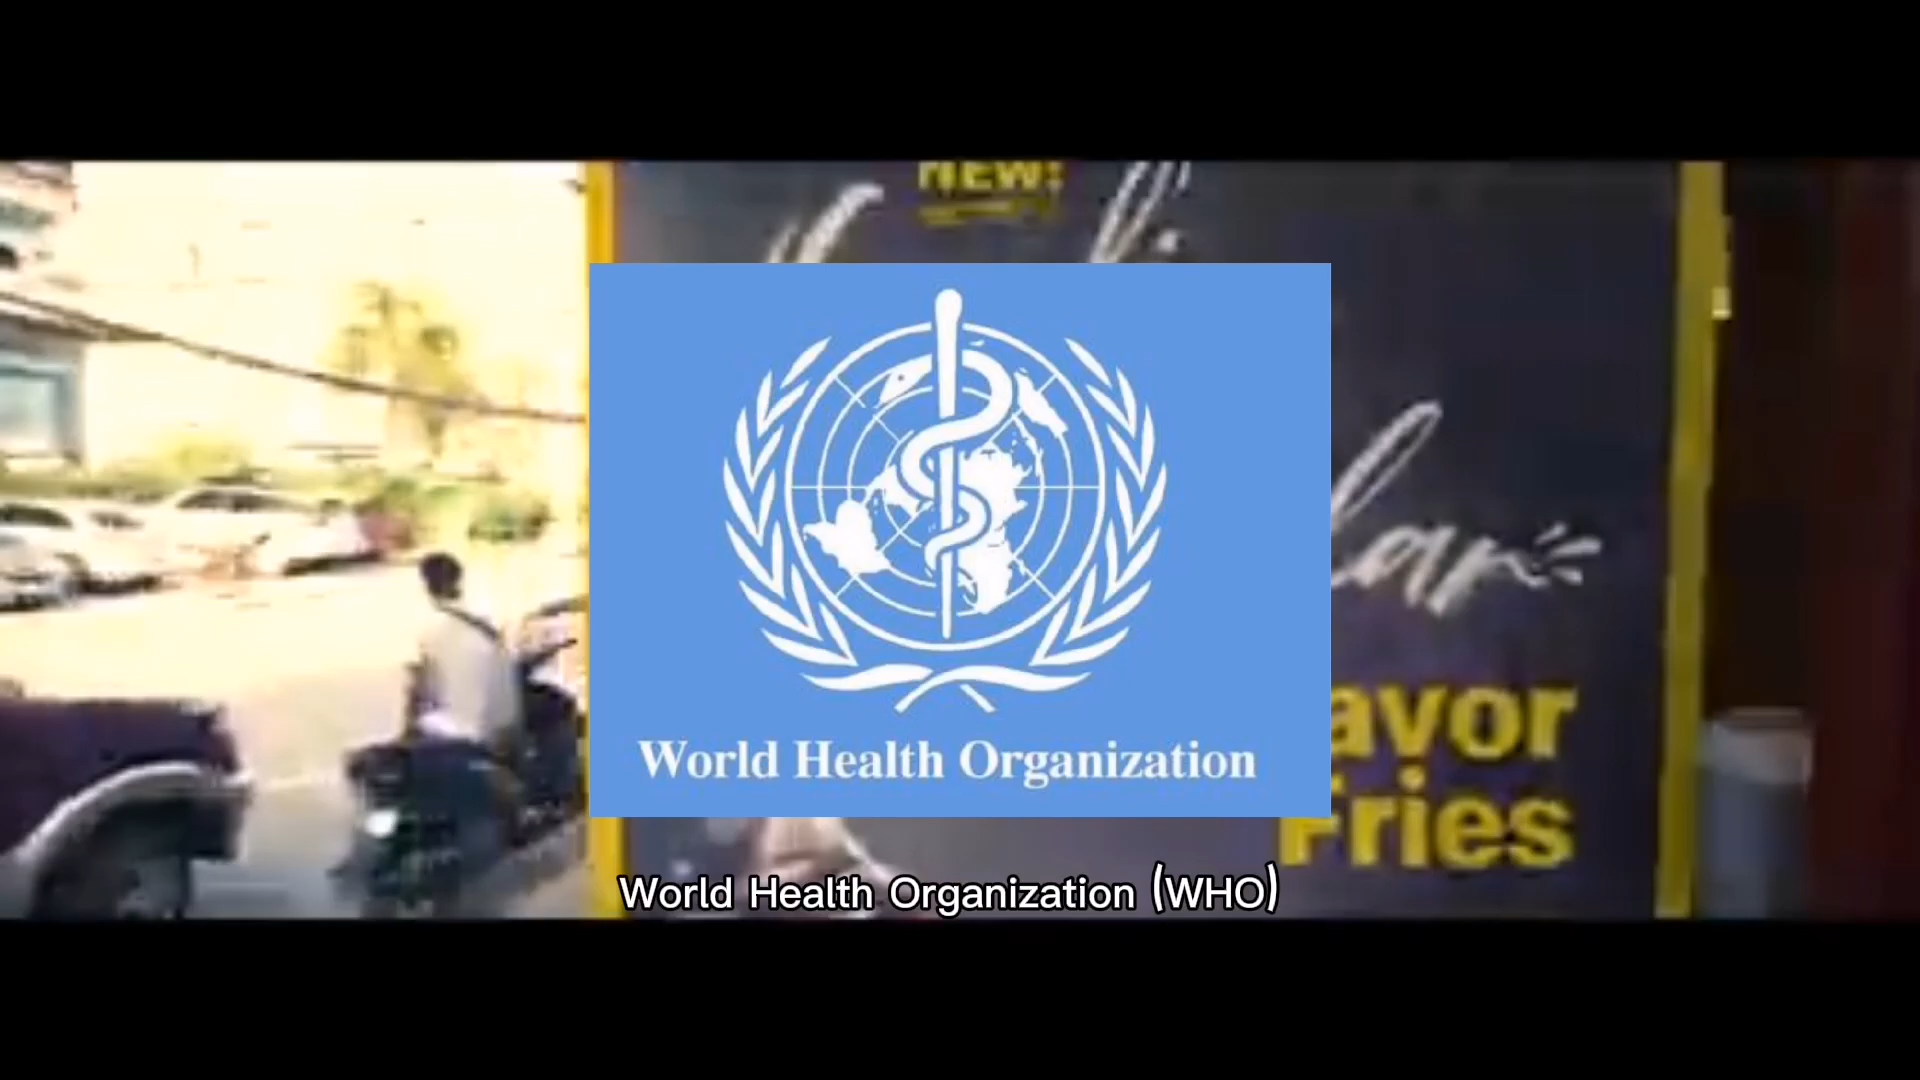 NEW!
World Health Organization
avor
Fries
World Health Organization (WHO)